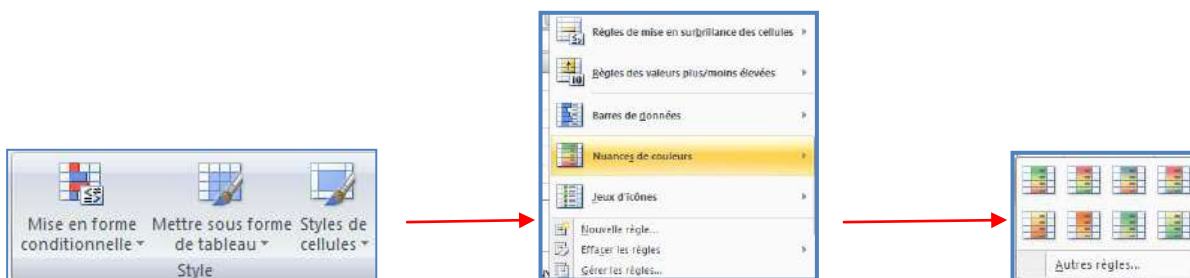 Mise en forme conditionnelle
Mettre sous forme de tableau
Styles de cellules
Style
Règles de mise en surbrillance des cellules
Règles des valeurs plus/moins élevées
Barres de données
Nuances de couleurs
Jeux d'icônes
Nouvelle règle...
Effacer les règles
Gérer les règles...
Autres règles...